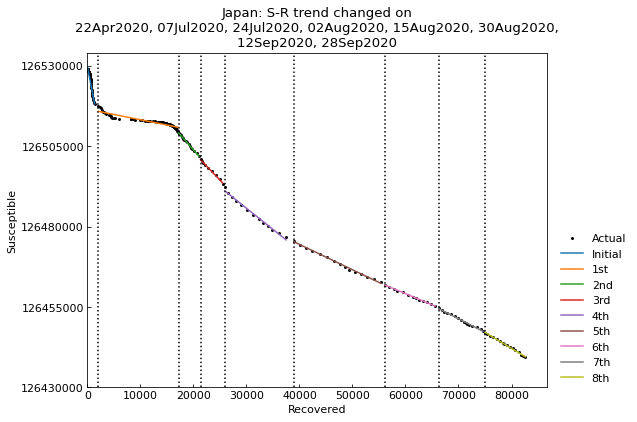 Japan: S-R trend changed on
22Apr2020, 07Jul2020, 24Jul2020, 02Aug2020, 15Aug2020, 30Aug2020,
12Sep2020, 28Sep2020
126530000
126505000
126480000
126455000
126430000
Susceptible
0
10000
20000
30000
40000
50000
60000
70000
80000
Recovered
Actual
Initial
1st
2nd
3rd
4th
5th
6th
7th
8th